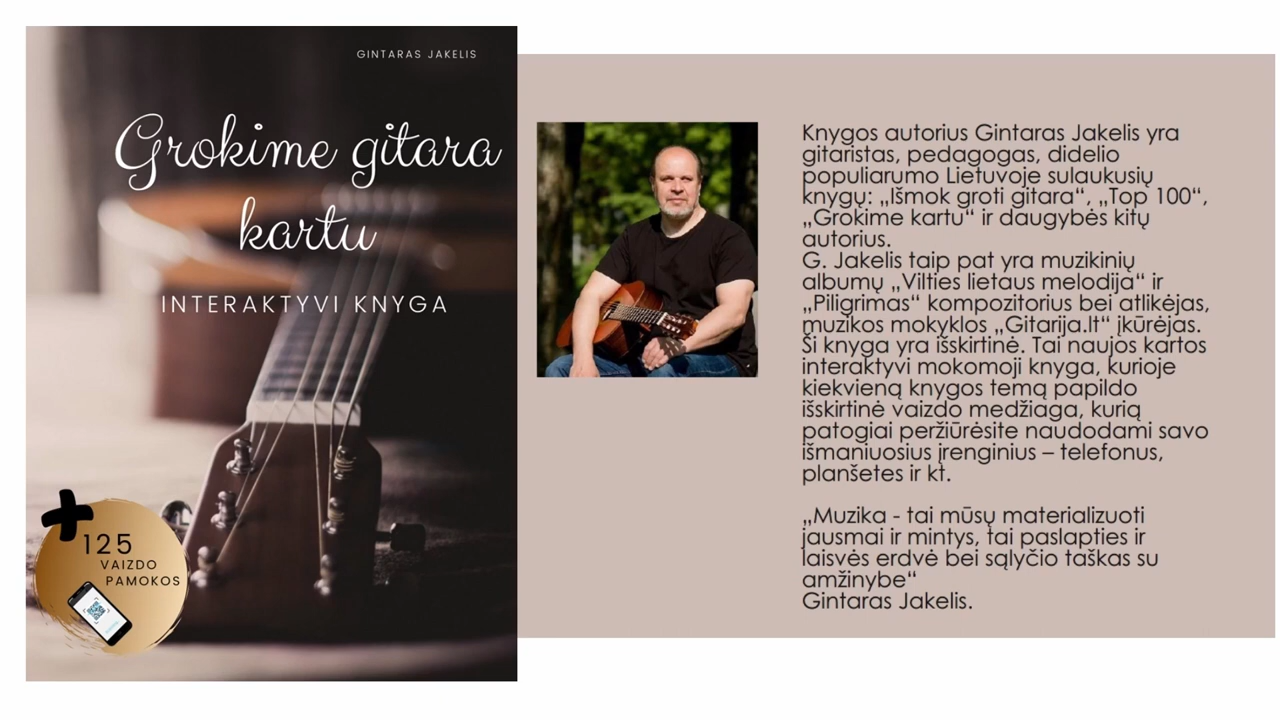 GINTARAS JAKELIS
Grokime gitara
kartu
INTERAKTYVI KNYGA
125
VAIZDO
PAMOKOS
Knygos autorius Gintaras Jakelis yra
gitaristas, pedagogas, didelio
populiarumo Lietuvoje sulaukusių
knygų: „Išmok groti gitara“, „Top 100“,
„Grokime kartu“ ir daugybės kitų
autorius.
G. Jakelis taip pat yra muzikinių
albumų „Vilties lietaus melodija“ ir
„Piligrimas“ kompozitorius bei atlikėjas,
muzikos mokyklos „Gitarija.lt“ įkūrėjas.
Ši knyga yra išskirtinė. Tai naujos kartos
interaktyvi mokomoji knyga, kurioje
kiekvieną knygos temą papildo
išskirtinė vaizdo medžiaga, kurią
patogiai peržiūrėsite naudodami savo
išmaniuosius įrenginius – telefonus,
planšetes ir kt.
„Muzika - tai mūsų materializuoti
jausmai ir mintys, tai paslapties ir
laisvės erdvė bei sąlyčio taškas su
amžinybe“
Gintaras Jakelis.